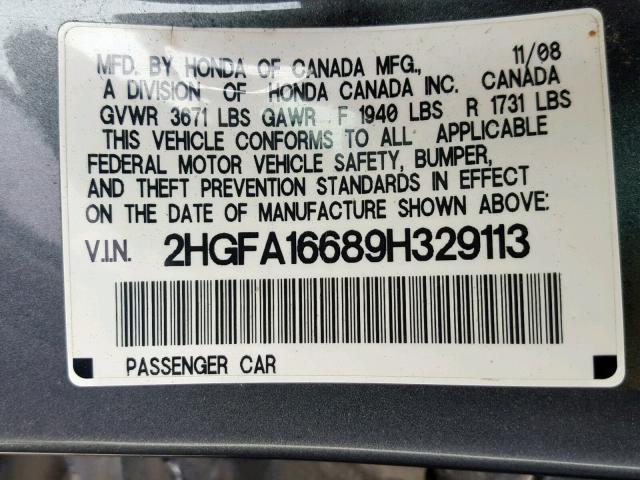 11/08
MFD. BY HONDA OF CANADA MFG.,
A DIVISION OF HONDA CANADA INC. CANADA
GVWR 3671 LBS GAWR F 1940 LBS R 1731 LBS
THIS VEHICLE CONFORMS TO ALL APPLICABLE
FEDERAL MOTOR VEHICLE SAFETY, BUMPER,
AND THEFT PREVENTION STANDARDS IN EFFECT
ON THE DATE OF MANUFACTURE SHOWN ABOVE:
V.I.N. 2HGFA16689H329113
PASSENGER CAR